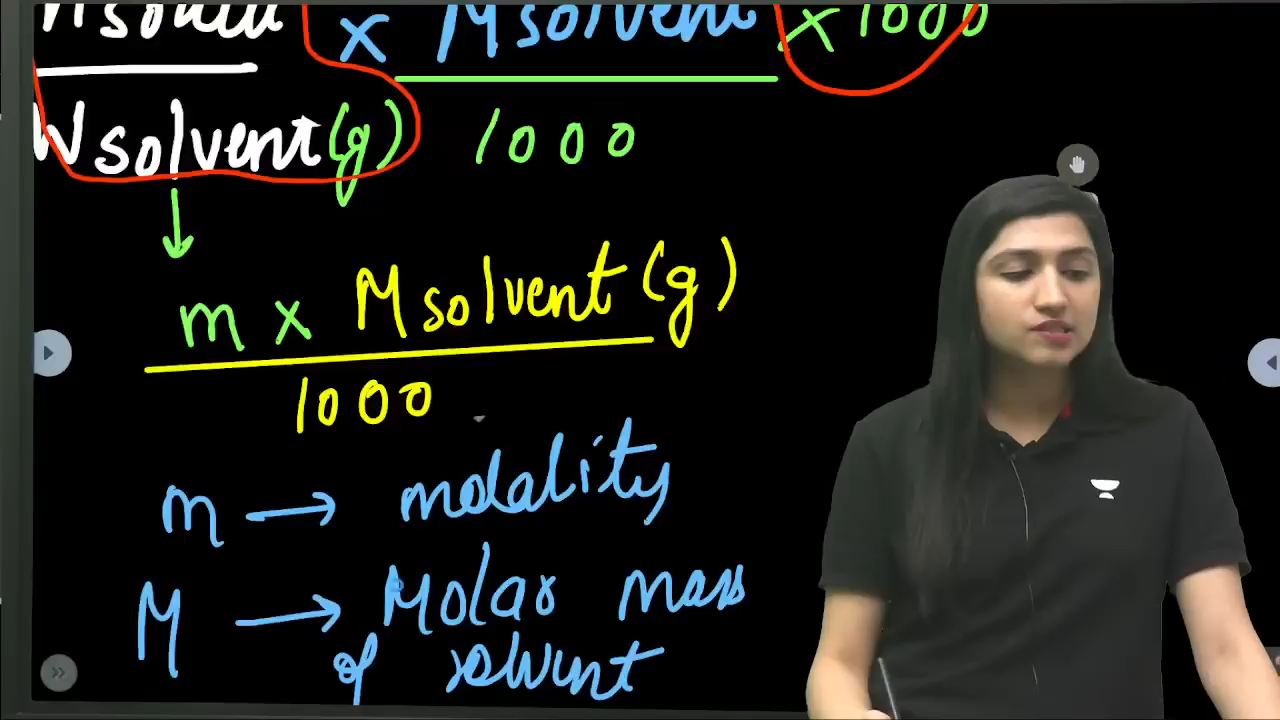 x Msolvent x 1000
Wsolvent(g) 1000
m x Msolvent (g)
1000
m → molality
M → Molar mass
of solvent